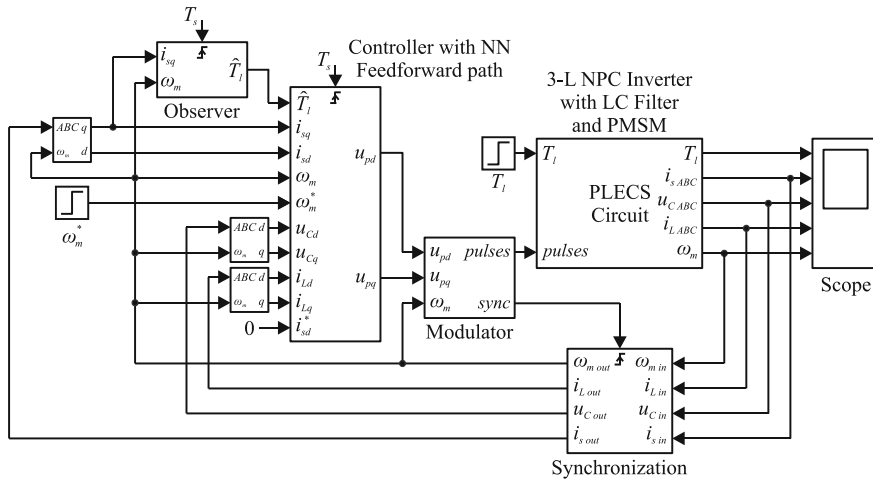 T_s
i_sq
ω_m
T̂_l
Observer
T_s
Controller with NN
Feedforward path
3-L NPC Inverter
with LC Filter
and PMSM
ABC q
ω_m d
ω_m^*
T̂_l
i_sq
i_sd
ω_m
ω_m^*
u_Cd
u_Cq
i_Ld
i_Lq
i_sd^*
u_pd
u_pq
ABC d
ω_m q
ABC d
ω_m q
0
T_l
T_l
PLECS
Circuit
pulses
T_l
i_s ABC
u_C ABC
i_L ABC
ω_m
Scope
u_pd
u_pq
ω_m
pulses
sync
Modulator
ω_m out
i_L out
u_C out
i_s out
ω_m in
i_L in
u_C in
i_s in
Synchronization